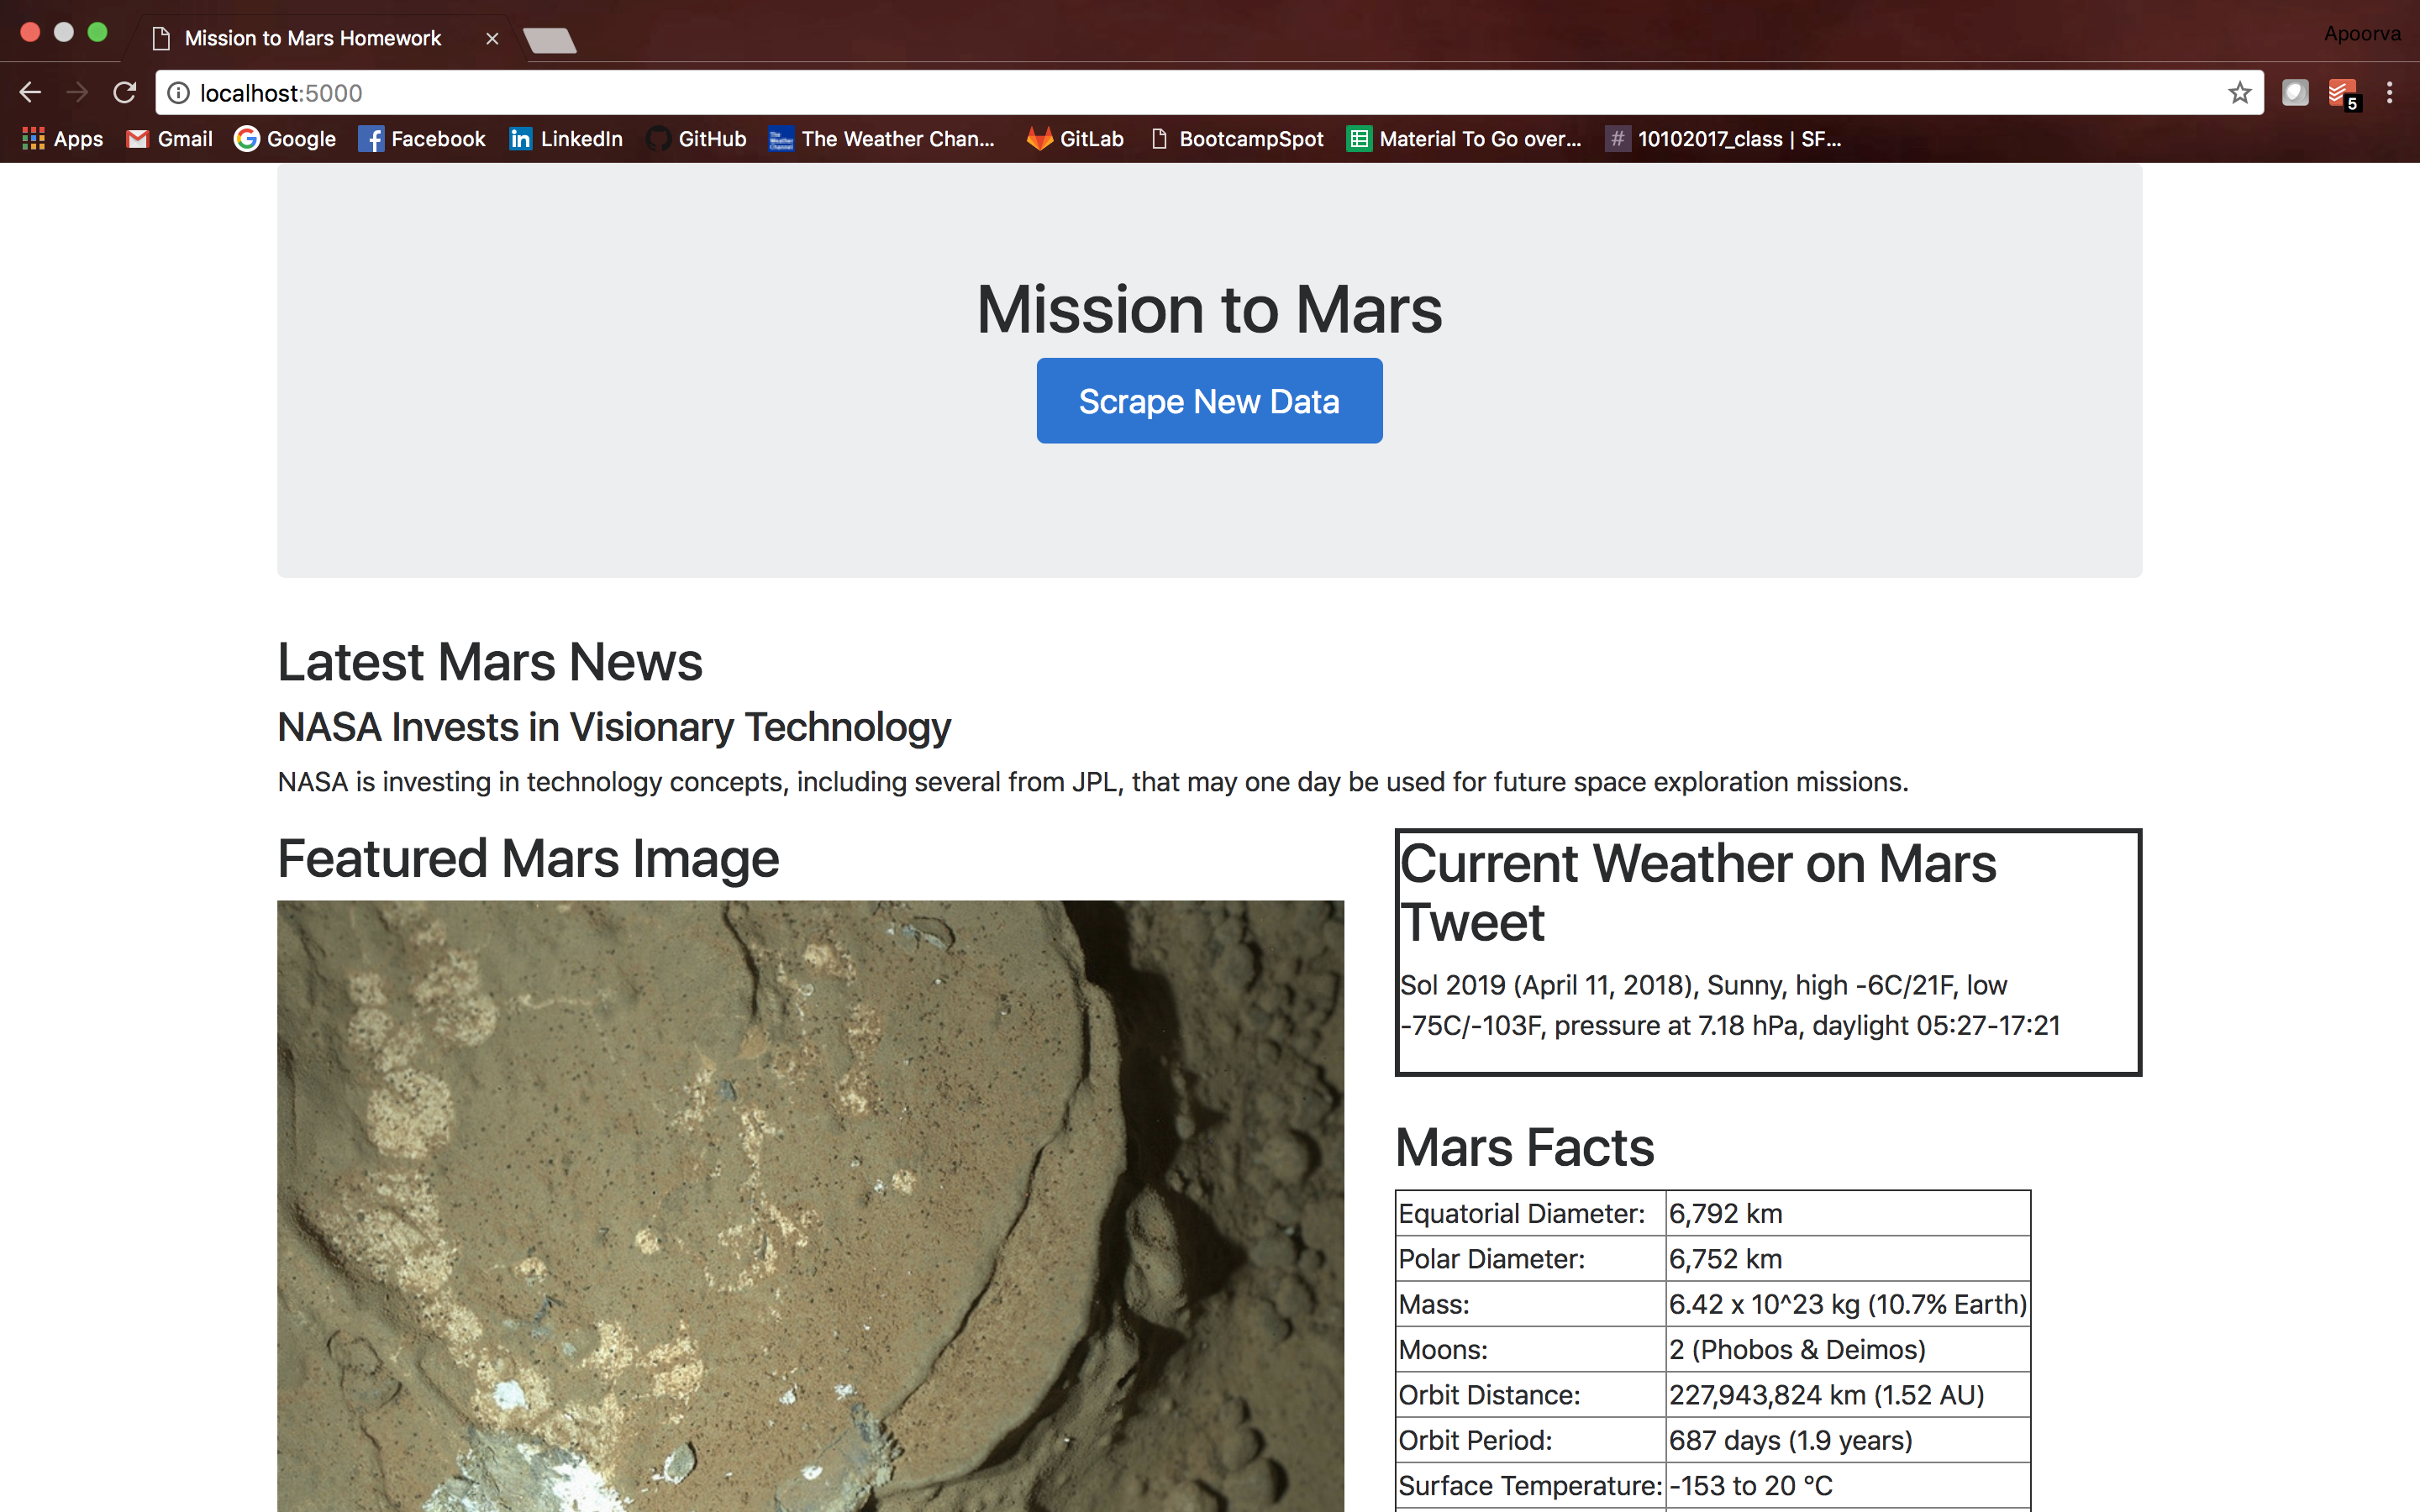 Mission to Mars Homework
Apoorva
localhost:5000
5
Apps Gmail Google Facebook LinkedIn GitHub The Weather Chan... GitLab BootcampSpot Material To Go over... # 10102017_class | SF...
Mission to Mars
Scrape New Data
Latest Mars News
NASA Invests in Visionary Technology
NASA is investing in technology concepts, including several from JPL, that may one day be used for future space exploration missions.
Featured Mars Image
Current Weather on Mars
Tweet
Sol 2019 (April 11, 2018), Sunny, high -6C/21F, low
-75C/-103F, pressure at 7.18 hPa, daylight 05:27-17:21
Mars Facts
Equatorial Diameter: 6,792 km
Polar Diameter: 6,752 km
Mass: 6.42 x 10^23 kg (10.7% Earth)
Moons: 2 (Phobos & Deimos)
Orbit Distance: 227,943,824 km (1.52 AU)
Orbit Period: 687 days (1.9 years)
Surface Temperature: -153 to 20 °C